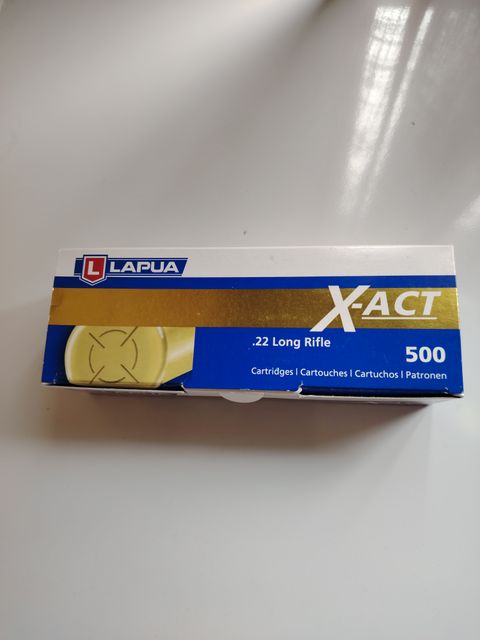 L LAPUA
X-ACT
.22 Long Rifle
500
Cartridges | Cartouches | Cartuchos | Patronen